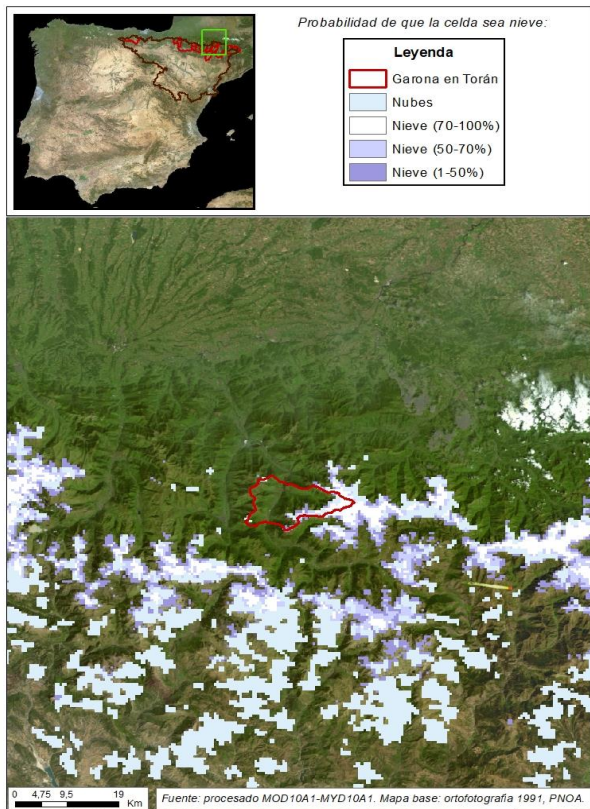 Probabilidad de que la celda sea nieve:
Leyenda
Garona en Torán
Nubes
Nieve (70-100%)
Nieve (50-70%)
Nieve (1-50%)
0 4,75 9,5 19
Km
Fuente: procesado MOD10A1-MYD10A1. Mapa base: ortofotografia 1991, PNOA.